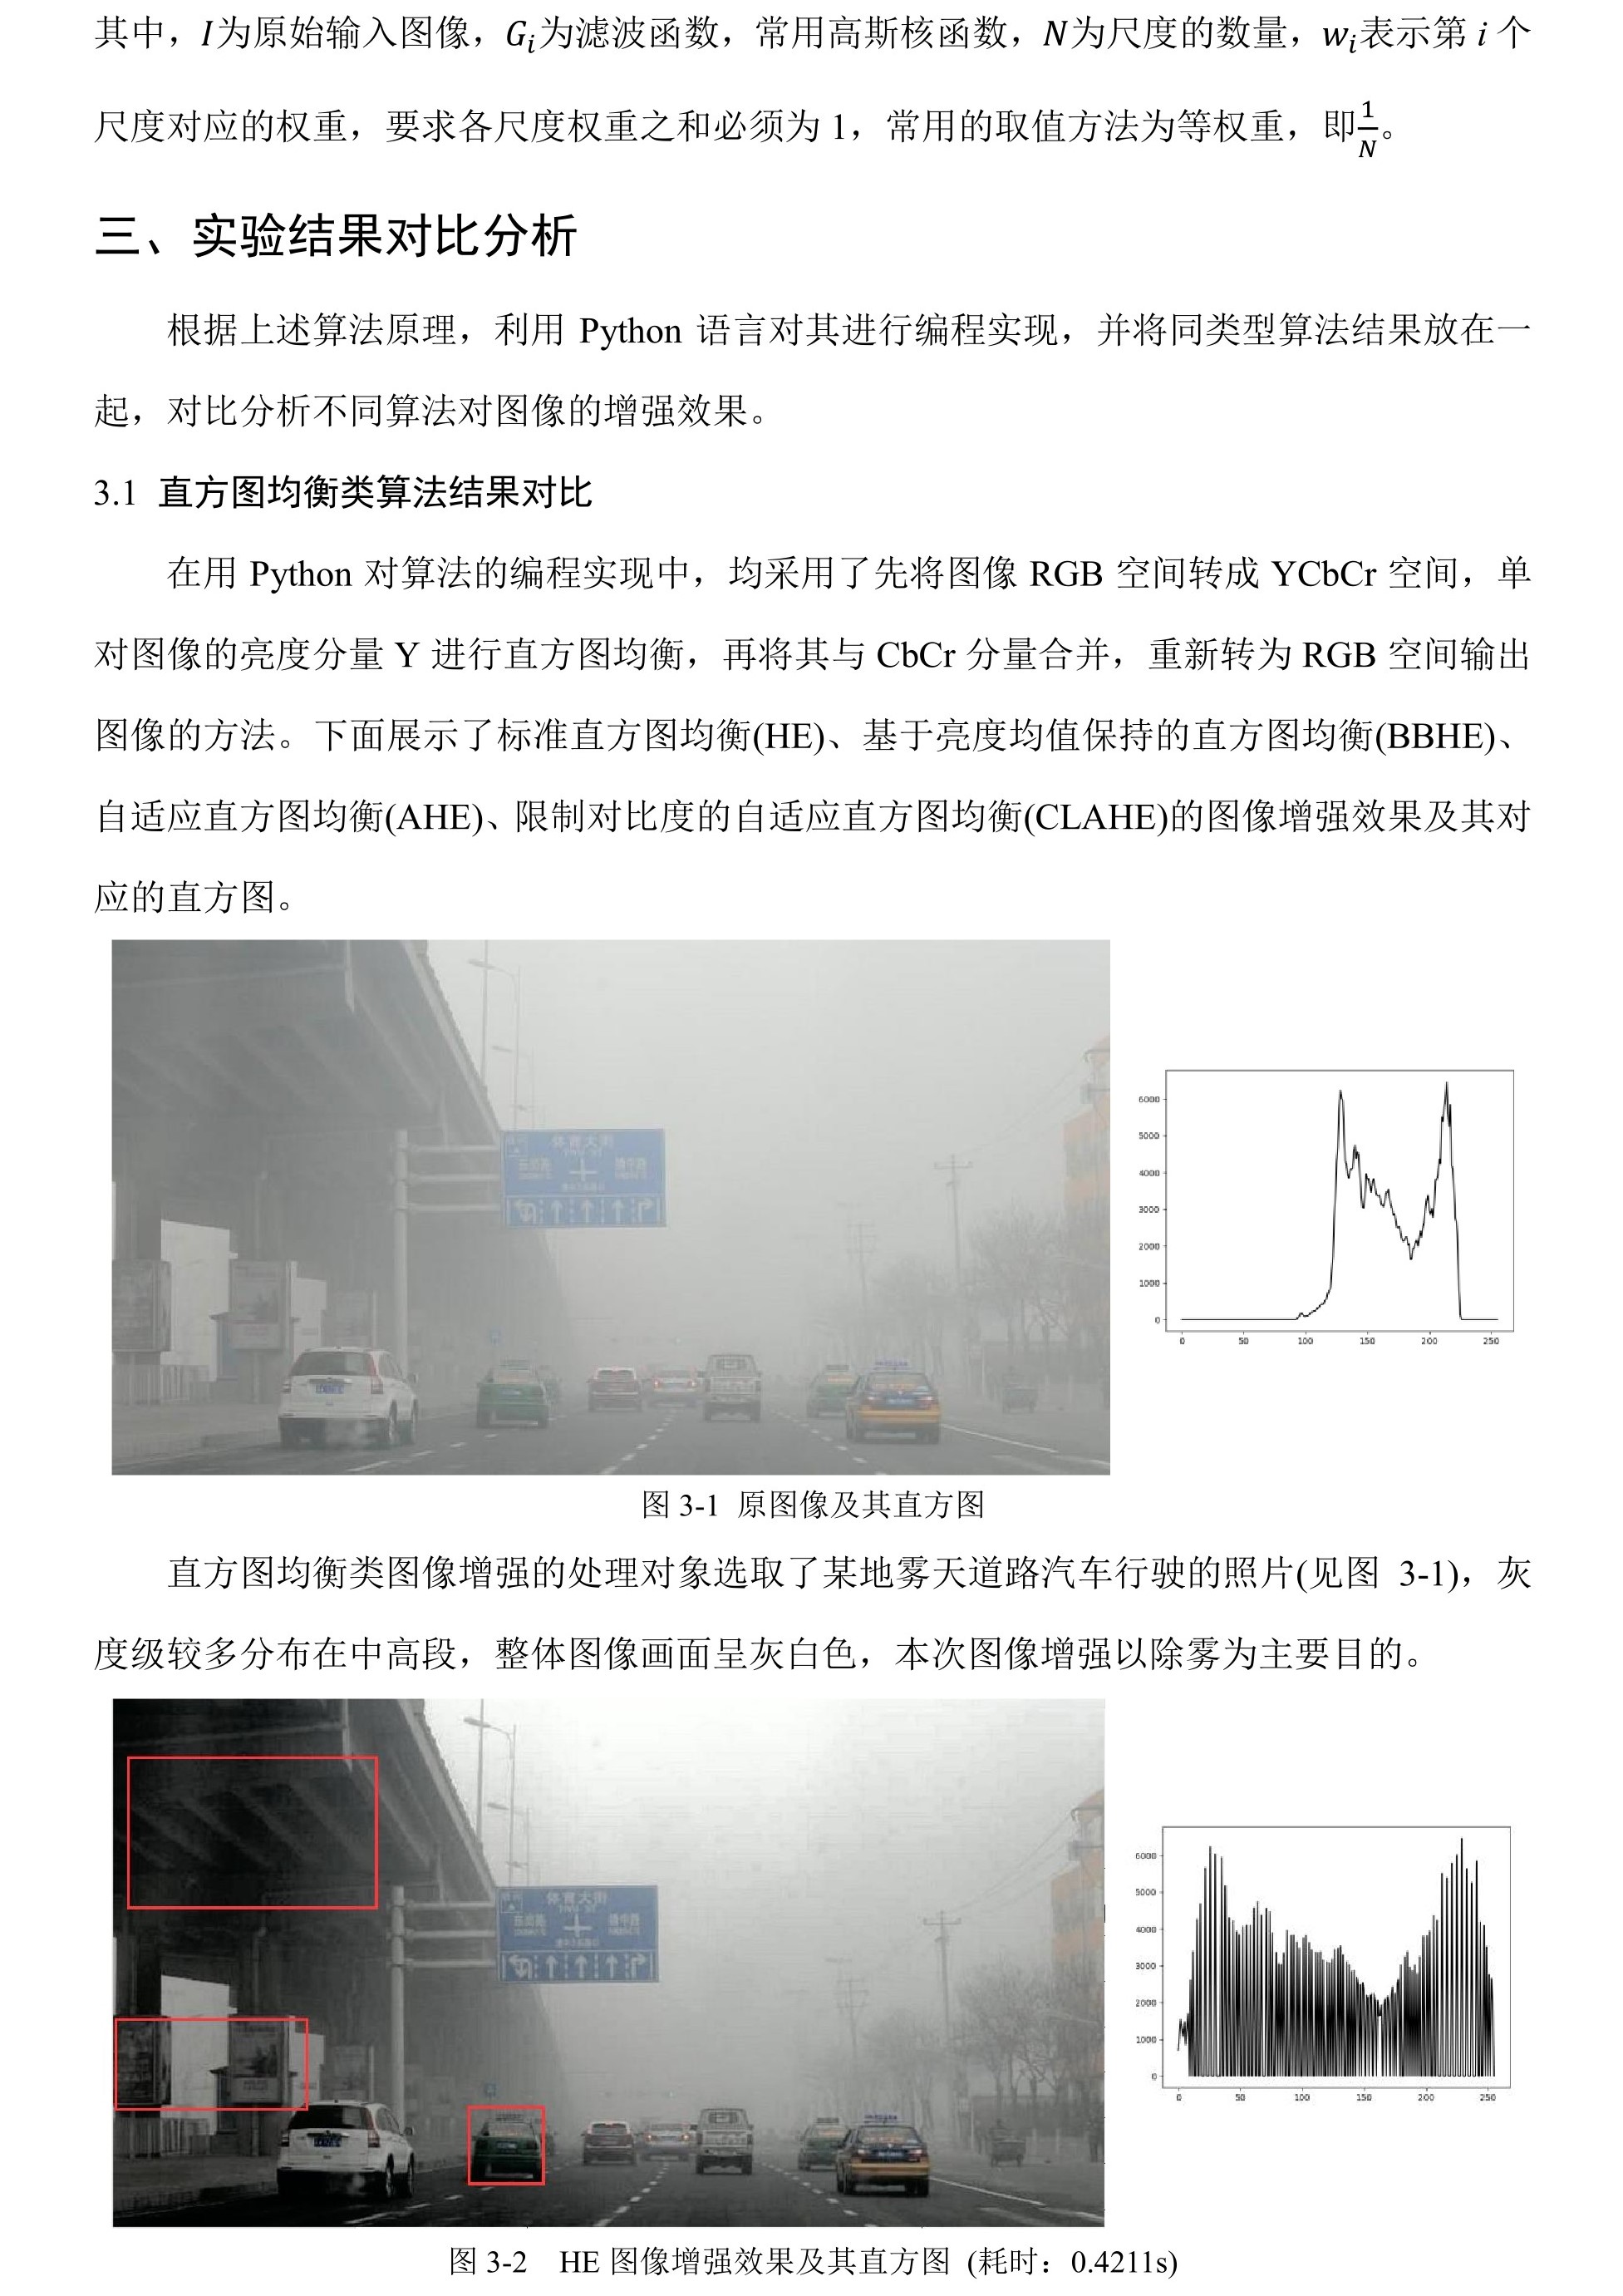 其中，I为原始输入图像，Gᵢ为滤波函数，常用高斯核函数，N为尺度的数量，wᵢ表示第 i 个
尺度对应的权重，要求各尺度权重之和必须为 1，常用的取值方法为等权重，即1/N。
三、实验结果对比分析
根据上述算法原理，利用 Python 语言对其进行编程实现，并将同类型算法结果放在一
起，对比分析不同算法对图像的增强效果。
3.1 直方图均衡类算法结果对比
在用 Python 对算法的编程实现中，均采用了先将图像 RGB 空间转成 YCbCr 空间，单
对图像的亮度分量 Y 进行直方图均衡，再将其与 CbCr 分量合并，重新转为 RGB 空间输出
图像的方法。下面展示了标准直方图均衡(HE)、基于亮度均值保持的直方图均衡(BBHE)、
自适应直方图均衡(AHE)、限制对比度的自适应直方图均衡(CLAHE)的图像增强效果及其对
应的直方图。
体育大街
6000
5000
4000
3000
2000
1000
0
0 50 100 150 200 250
图 3-1 原图像及其直方图
直方图均衡类图像增强的处理对象选取了某地雾天道路汽车行驶的照片(见图 3-1)，灰
度级较多分布在中高段，整体图像画面呈灰白色，本次图像增强以除雾为主要目的。
体育大街
6000
5000
4000
3000
2000
1000
0
0 50 100 150 200 250
图 3-2 HE 图像增强效果及其直方图 (耗时：0.4211s)